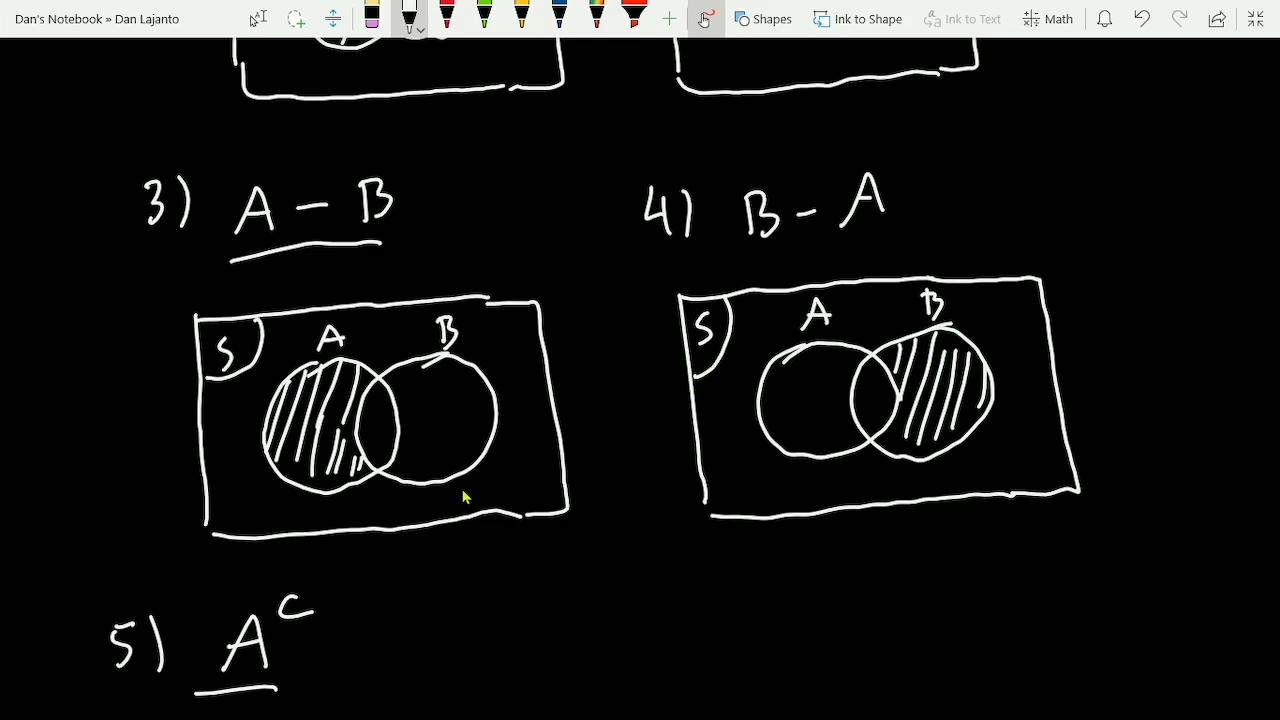 Dan's Notebook » Dan Lajanto
Shapes
Ink to Shape
Ink to Text
Math
3) A - B
4) B - A
S
A
B
S
A
B
5) A^c